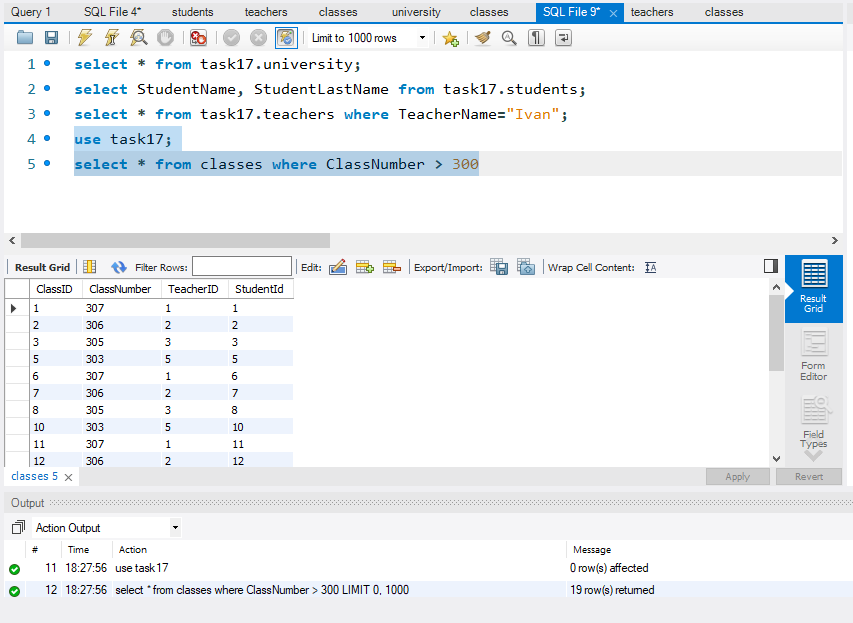 Query 1 SQL File 4* students teachers classes university classes SQL File 9* teachers classes
Limit to 1000 rows
1 select * from task17.university;
2 select StudentName, StudentLastName from task17.students;
3 select * from task17.teachers where TeacherName="Ivan";
4 use task17;
5 select * from classes where ClassNumber > 300
Result Grid Filter Rows: Edit: Export/Import: Wrap Cell Content:
ClassID ClassNumber TeacherID StudentId
1 307 1 1
2 306 2 2
3 305 3 3
5 303 5 5
6 307 1 6
7 306 2 7
8 305 3 8
10 303 5 10
11 307 1 11
12 306 2 12
Result
Grid
Form
Editor
Field
Types
classes 5 Apply Revert
Output
Action Output
# Time Action Message
11 18:27:56 use task17 0 row(s) affected
12 18:27:56 select * from classes where ClassNumber > 300 LIMIT 0, 1000 19 row(s) returned